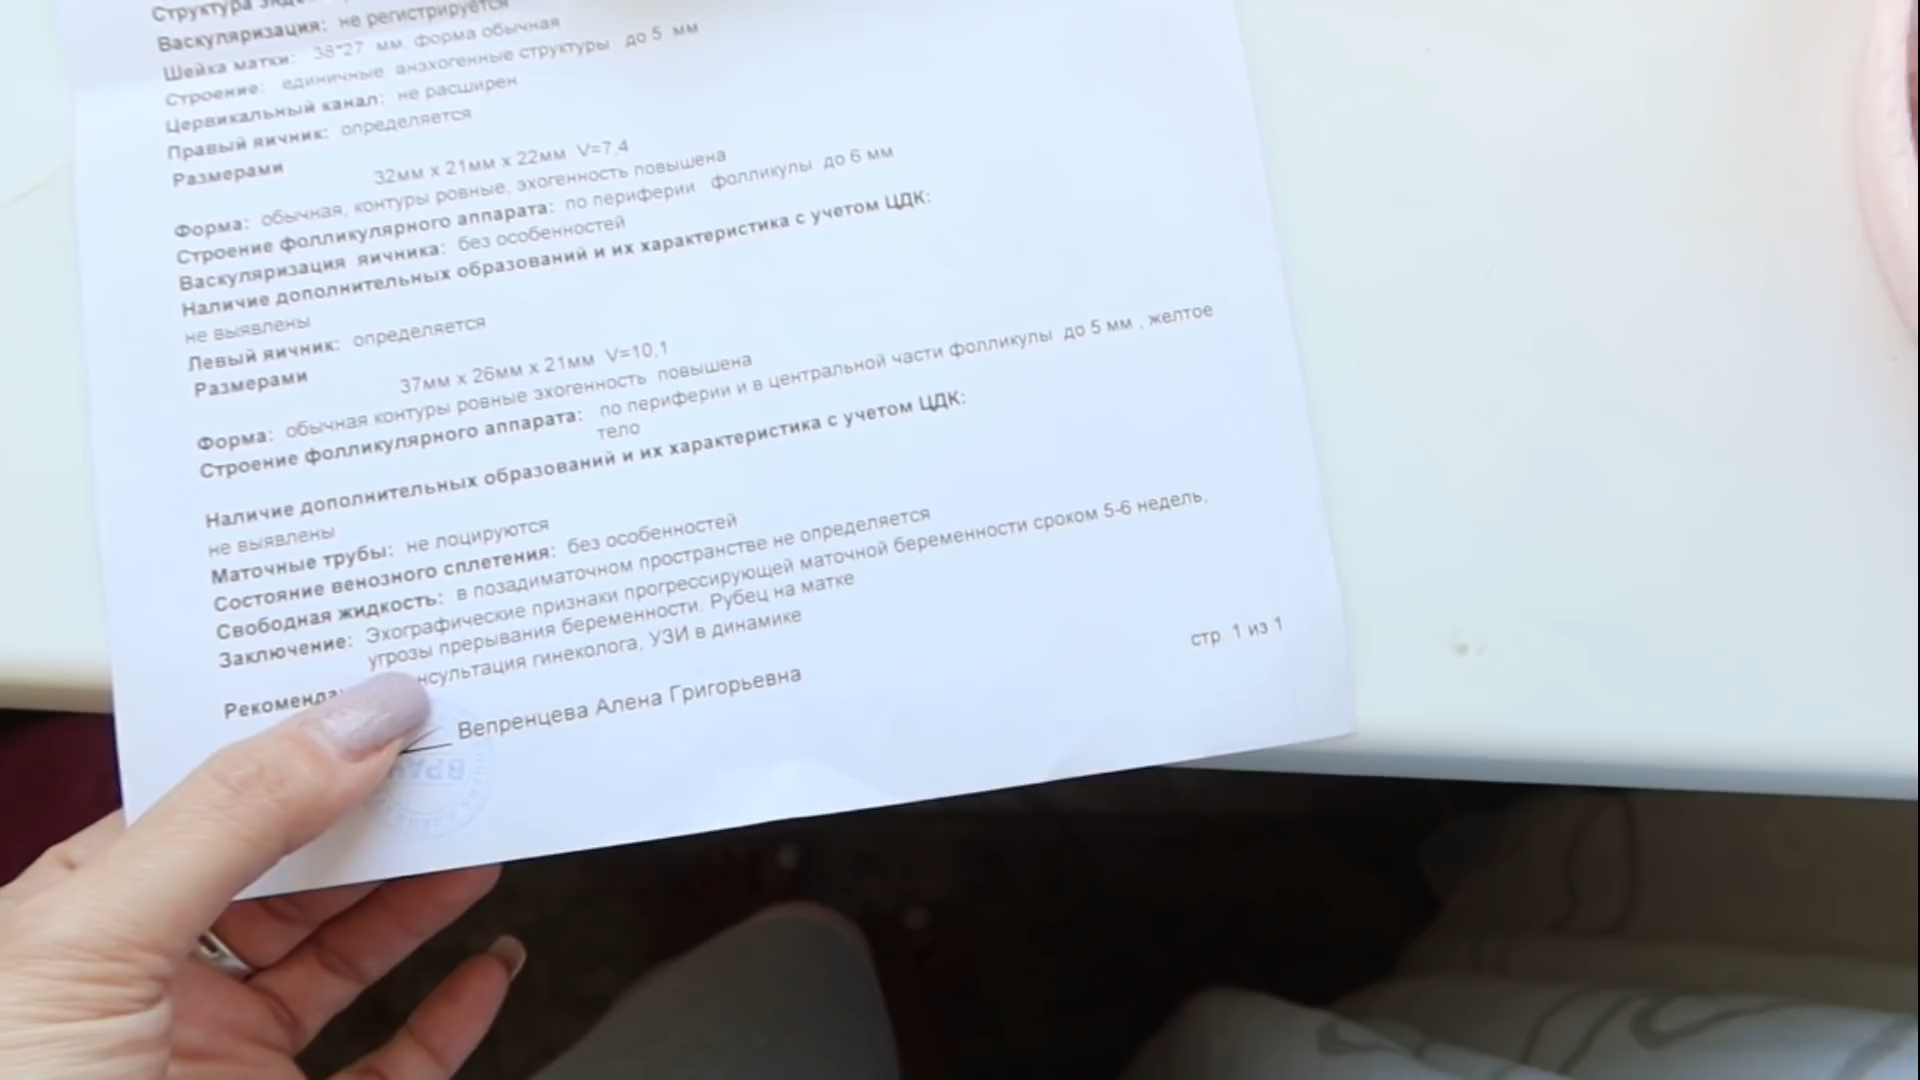 Структура
Васкуляризация: не регистрируется
Шейка матки: 38*27 мм, форма обычная
Строение: единичные анэхогенные структуры до 5 мм
Цервикальный канал: не расширен
Правый яичник: определяется
Размерами 32мм х 21мм х 22мм V=7,4
Форма: обычная, контуры ровные, эхогенность повышена
Строение фолликулярного аппарата: по периферии фолликулы до 6 мм
Васкуляризация яичника: без особенностей
Наличие дополнительных образований и их характеристика с учетом ЦДК:
не выявлены
Левый яичник: определяется
Размерами 37мм х 26мм х 21мм V=10,1
Форма: обычная контуры ровные эхогенность повышена
Строение фолликулярного аппарата: по периферии и в центральной части фолликулы до 5 мм , желтое
тело
Наличие дополнительных образований и их характеристика с учетом ЦДК:
не выявлены
Маточные трубы: не лоцируются
Состояние венозного сплетения: без особенностей
Свободная жидкость: в позадиматочном пространстве не определяется
Заключение: Эхографические признаки прогрессирующей маточной беременности сроком 5-6 недель,
угрозы прерывания беременности. Рубец на матке
Рекоменда нсультация гинеколога, УЗИ в динамике
Вепренцева Алена Григорьевна
стр. 1 из 1